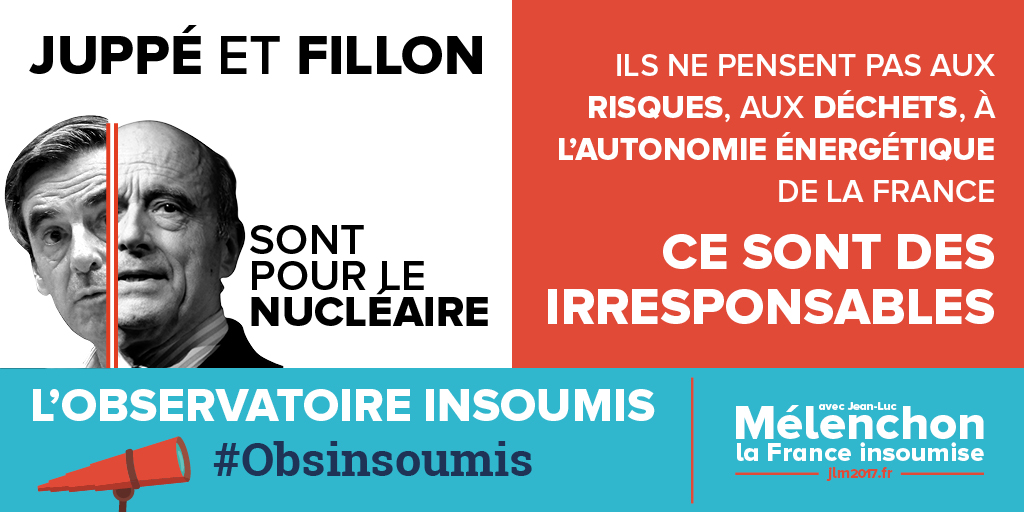 JUPPÉ ET FILLON
SONT
POUR LE
NUCLÉAIRE
ILS NE PENSENT PAS AUX
RISQUES, AUX DÉCHETS, À
L'AUTONOMIE ÉNERGÉTIQUE
DE LA FRANCE
CE SONT DES
IRRESPONSABLES
L'OBSERVATOIRE INSOUMIS
#Obsinsoumis
avec Jean-Luc
Mélenchon
la France insoumise
jlm2017.fr